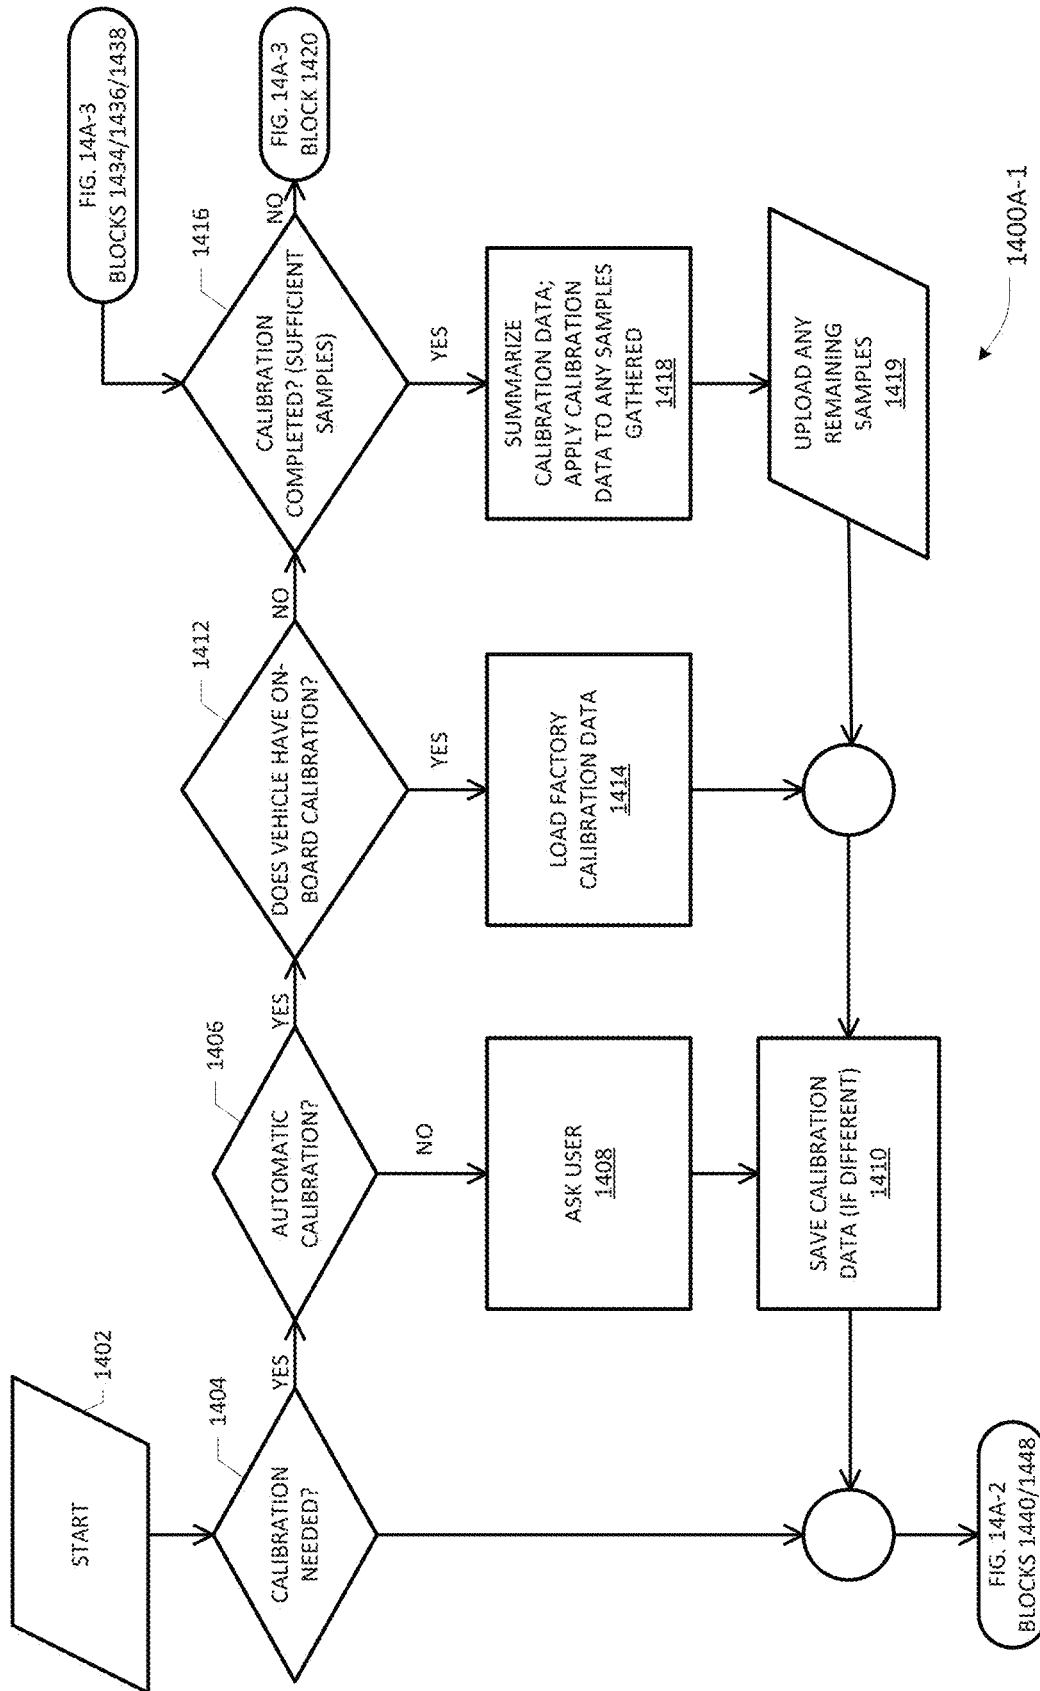 START
1402
CALIBRATION
NEEDED?
1404
YES
AUTOMATIC
CALIBRATION?
1406
YES
NO
ASK USER
1408
SAVE CALIBRATION
DATA (IF DIFFERENT)
1410
DOES VEHICLE HAVE ON-
BOARD CALIBRATION?
1412
NO
YES
LOAD FACTORY
CALIBRATION DATA
1414
CALIBRATION
COMPLETED? (SUFFICIENT
SAMPLES)
1416
NO
YES
SUMMARIZE
CALIBRATION DATA;
APPLY CALIBRATION
DATA TO ANY SAMPLES
GATHERED
1418
UPLOAD ANY
REMAINING
SAMPLES
1419
FIG. 14A-3
BLOCKS 1434/1436/1438
FIG. 14A-3
BLOCK 1420
FIG. 14A-2
BLOCKS 1440/1448
1400A-1